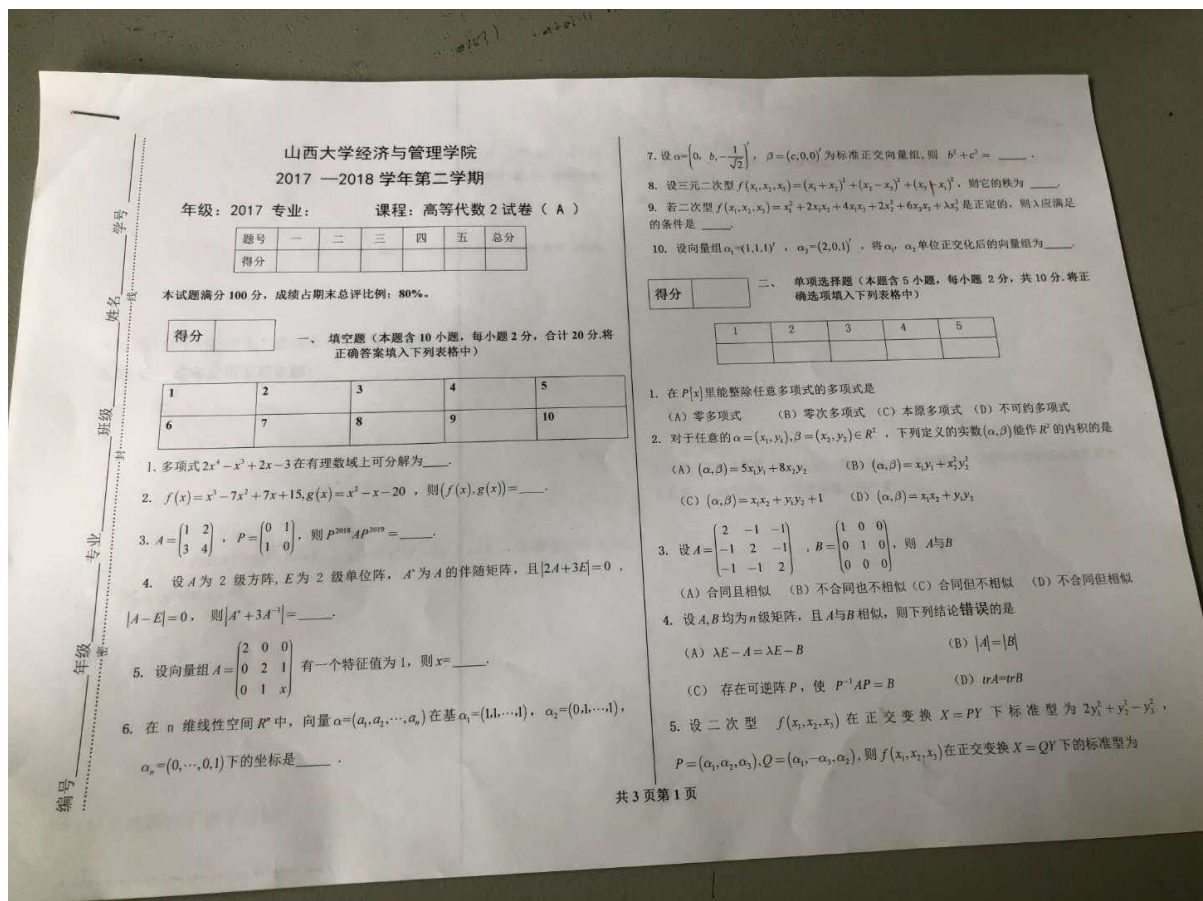 山西大学经济与管理学院
2017 —2018 学年第二学期
年级：2017 专业： 课程：高等代数 2 试卷（ A ）
题号 一 二 三 四 五 总分
得分
本试题满分 100 分，成绩占期末总评比例：80%。
得分
一、 填空题（本题含 10 小题，每小题 2 分，合计 20 分.将
正确答案填入下列表格中）
1 2 3 4 5
6 7 8 9 10
1. 多项式 2x⁴－x³＋2x－3 在有理数域上可分解为____.
2. f(x)=x³－7x²＋7x＋15,g(x)=x²－x－20 ，则(f(x),g(x))=____.
3. A=(1 2; 3 4) ，P=(0 1; 1 0)，则 P²⁰¹⁸AP²⁰¹⁹ =____.
4. 设 A 为 2 级方阵, E 为 2 级单位阵， A* 为 A 的伴随矩阵，且|2A+3E|=0 ，
|A－E|=0， 则|A*＋3A⁻¹|=____.
5. 设向量组 A=(2 0 0; 0 2 1; 0 1 x) 有一个特征值为 1，则 x=____.
6. 在 n 维线性空间 Rⁿ 中，向量 α=(a₁,a₂,⋯,aₙ) 在基 α₁=(1,1,⋯,1)， α₂=(0,1,⋯,1)，
αₙ=(0,⋯,0,1) 下的坐标是____ .
学号
姓名
班级
专业
年级
编号
线
封
密
7. 设 α=(0, b,－1/√2)′ ， β=(c,0,0)′ 为标准正交向量组,则 b²＋c²= ____ .
8. 设三元二次型 f(x₁,x₂,x₃)=(x₁＋x₂)²＋(x₂－x₃)²＋(x₃＋x₁)²，则它的秩为 ____.
9. 若二次型 f(x₁,x₂,x₃)=x₁²＋2x₁x₂＋4x₁x₃＋2x₂²＋6x₂x₃＋λx₃² 是正定的，则 λ 应满足
的条件是 ____.
10. 设向量组 α₁=(1,1,1)′ ，α₂=(2,0,1)′ ，将 α₁, α₂ 单位正交化后的向量组为____.
得分
二、 单项选择题（本题含 5 小题，每小题 2 分，共 10 分.将正
确选项填入下列表格中）
1 2 3 4 5
1. 在 P[x] 里能整除任意多项式的多项式是
（A）零多项式 （B）零次多项式 （C）本原多项式 （D）不可约多项式
2. 对于任意的 α＝(x₁,y₁),β＝(x₂,y₂)∈R² ，下列定义的实数(α,β)能作 R² 的内积的是
（A）(α,β)＝5x₁y₁＋8x₂y₂ （B）(α,β)＝x₁y₁＋x₂²y₂²
（C）(α,β)＝x₁x₂＋y₁y₂＋1 （D）(α,β)＝x₁x₂＋y₁y₂
3. 设 A=(2 －1 －1; －1 2 －1; －1 －1 2) ，B=(1 0 0; 0 1 0; 0 0 0)，则 A与B
（A）合同且相似 （B）不合同也不相似（C）合同但不相似 （D）不合同但相似
4. 设 A,B 均为 n 级矩阵，且 A与B 相似，则下列结论错误的是
（A）λE－A＝λE－B （B）|A|=|B|
（C） 存在可逆阵 P，使 P⁻¹AP＝B （D）trA=trB
5. 设 二 次 型 f(x₁,x₂,x₃) 在 正 交 变 换 X＝PY 下 标 准 型 为 2y₁²＋y₂²－y₃² ，
P＝(α₁,α₂,α₃),Q＝(α₁,－α₃,α₂), 则 f(x₁,x₂,x₃) 在正交变换 X＝QY 下的标准型为
共 3 页第 1 页